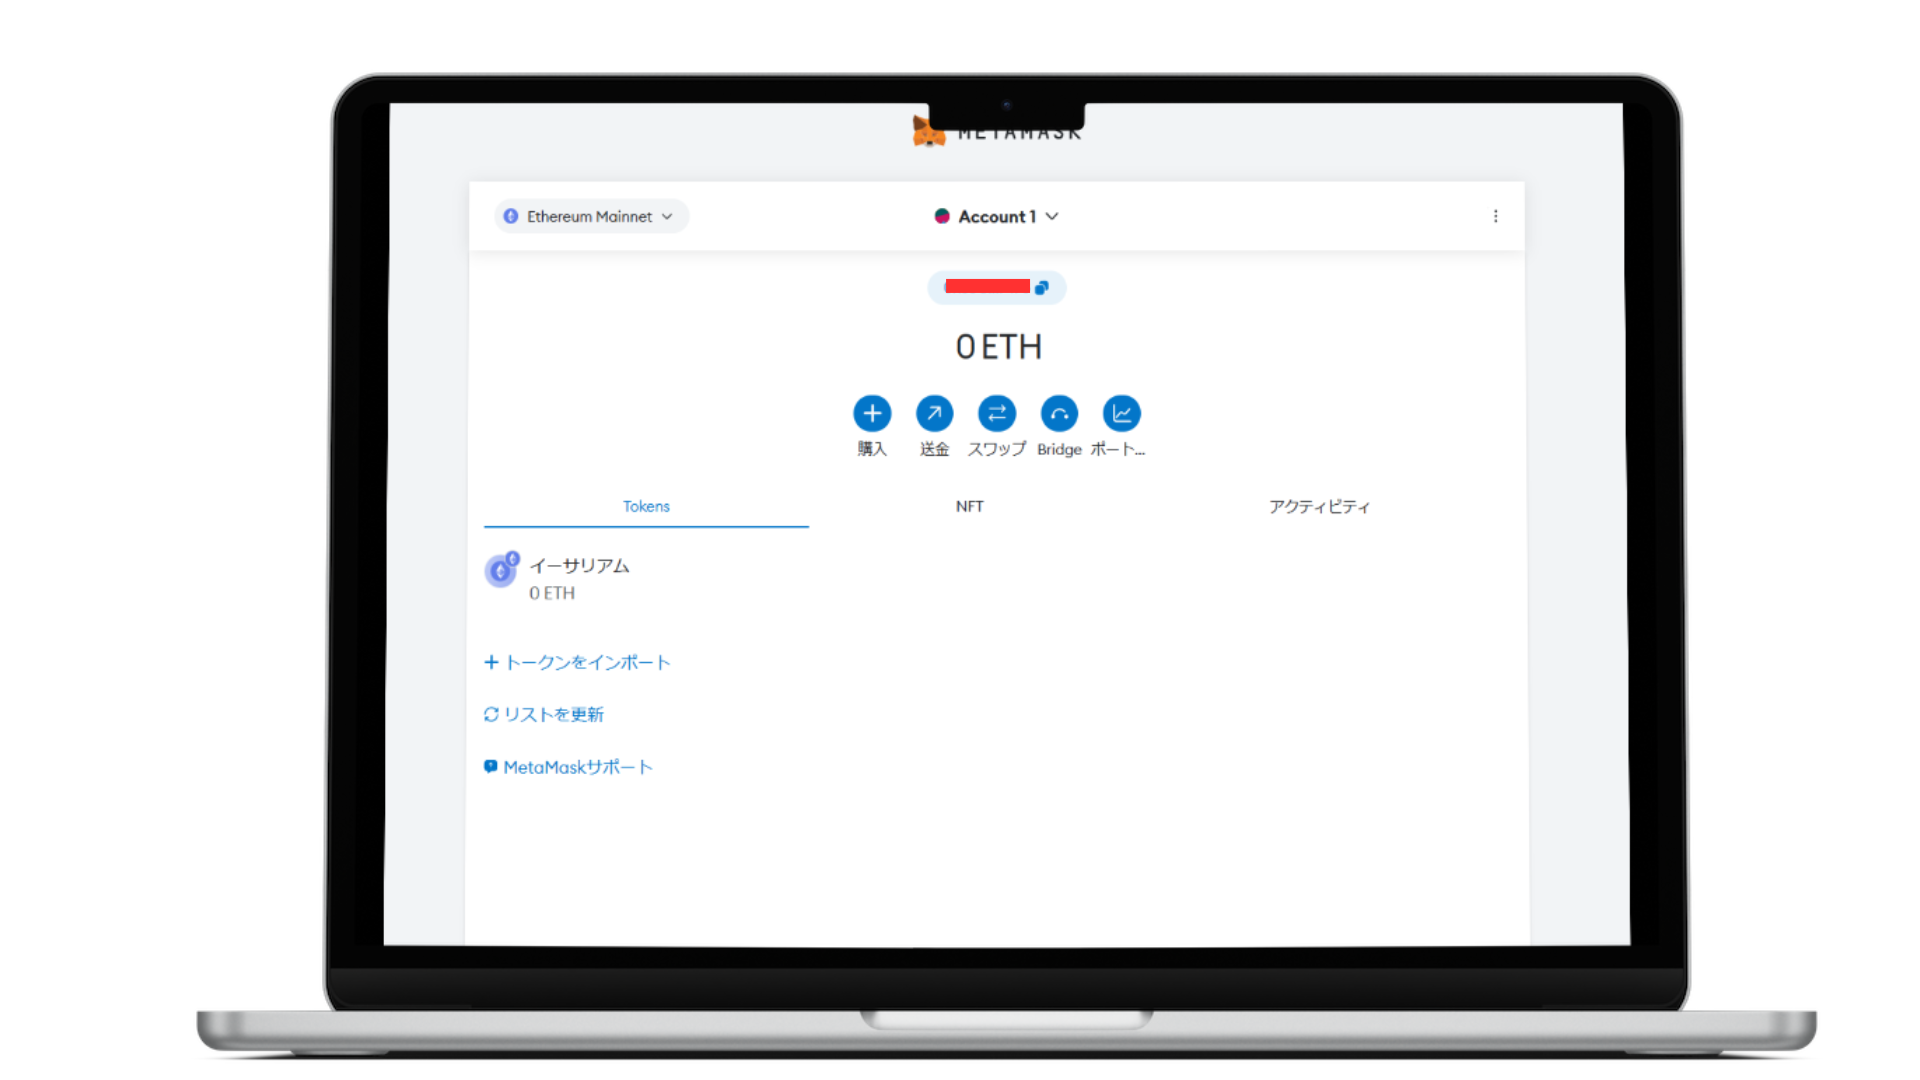 METAMASK
Ethereum Mainnet
Account 1
0 ETH
購入
送金
スワップ
Bridge
ポート...
Tokens
NFT
アクティビティ
イーサリアム
0 ETH
トークンをインポート
リストを更新
MetaMaskサポート